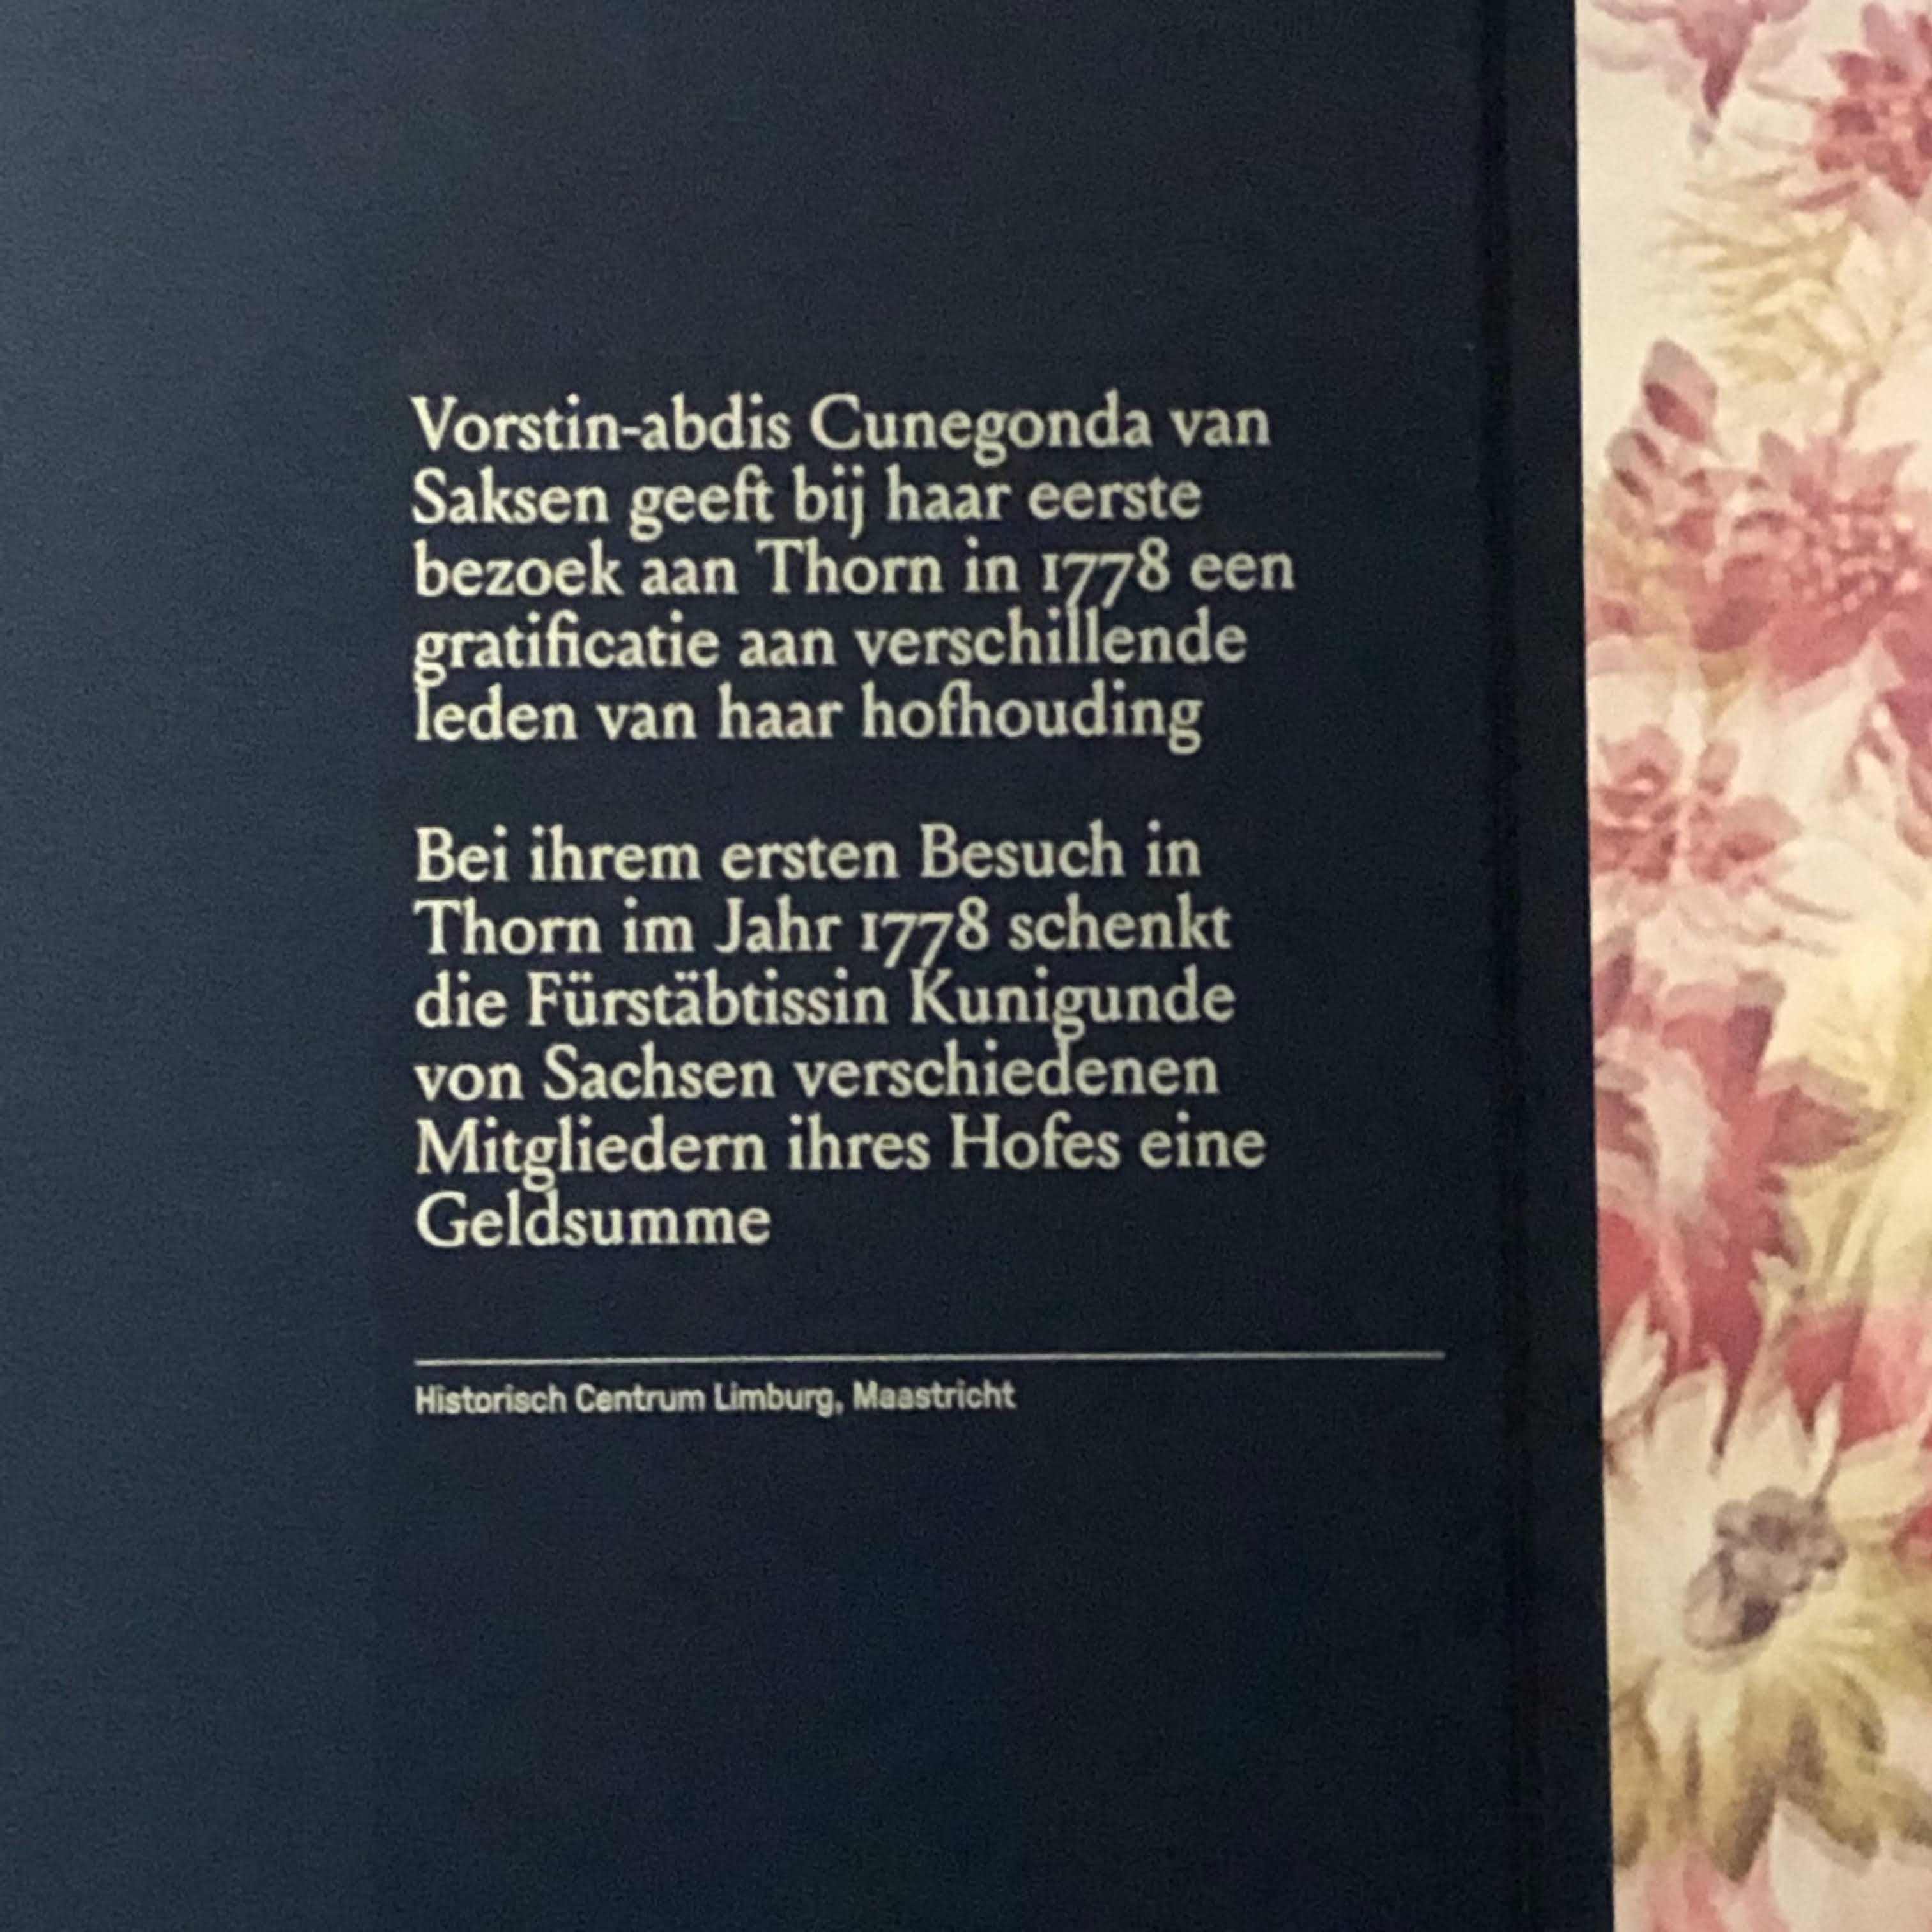 Vorstin-abdis Cunegonda van
Saksen geeft bij haar eerste
bezoek aan Thorn in 1778 een
gratificatie aan verschillende
leden van haar hofhouding
Bei ihrem ersten Besuch in
Thorn im Jahr 1778 schenkt
die Fürstäbtissin Kunigunde
von Sachsen verschiedenen
Mitgliedern ihres Hofes eine
Geldsumme
Historisch Centrum Limburg, Maastricht